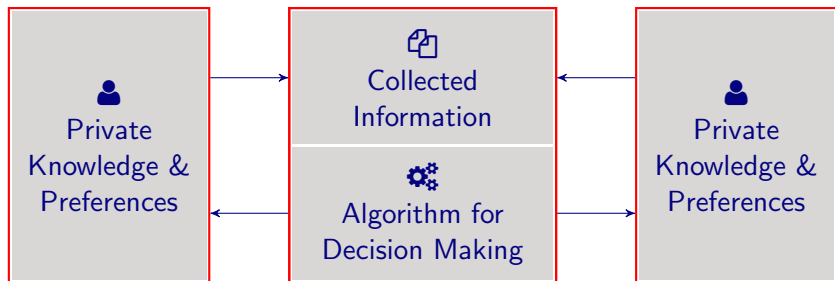 Private
Knowledge &
Preferences
Collected
Information
Algorithm for
Decision Making
Private
Knowledge &
Preferences